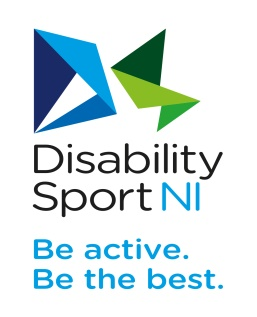 Disability
Sport NI
Be active.
Be the best.